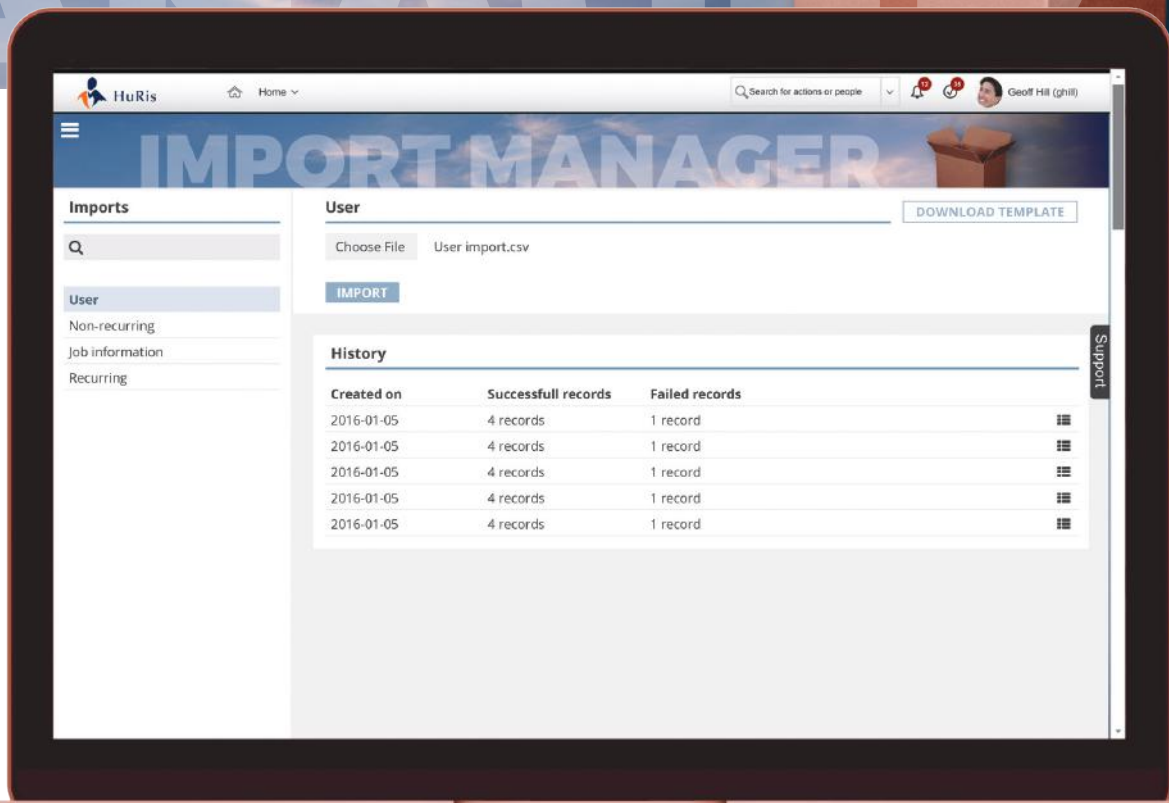 HuRis Home Search for actions or people 12 38 Geoff Hill (ghill)
IMPORT MANAGER
Imports
User
DOWNLOAD TEMPLATE
Choose File User import.csv
User
IMPORT
Non-recurring
Job information
Recurring
History
Support
Created on Successfull records Failed records
2016-01-05 4 records 1 record
2016-01-05 4 records 1 record
2016-01-05 4 records 1 record
2016-01-05 4 records 1 record
2016-01-05 4 records 1 record